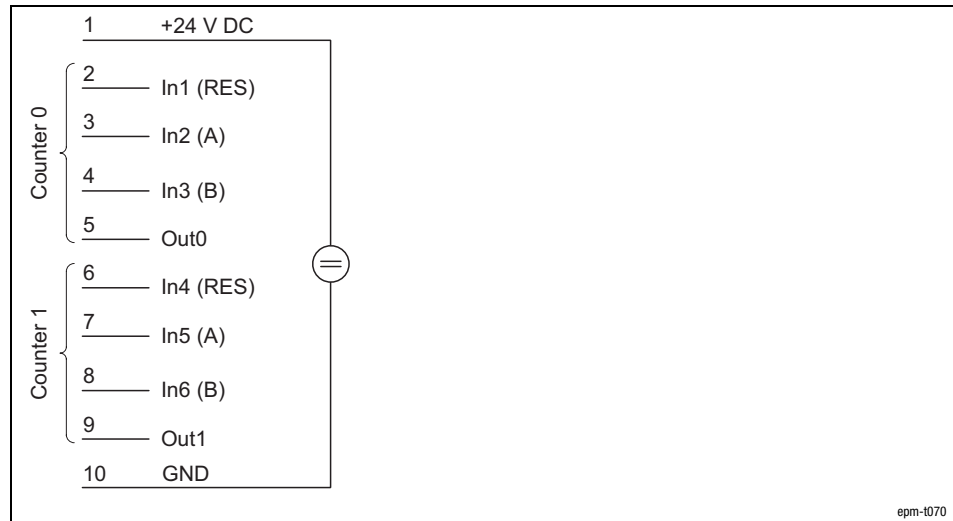 1 +24 V DC
Counter 0
2 In1 (RES)
3 In2 (A)
4 In3 (B)
5 Out0
Counter 1
6 In4 (RES)
7 In5 (A)
8 In6 (B)
9 Out1
10 GND
epm-t070